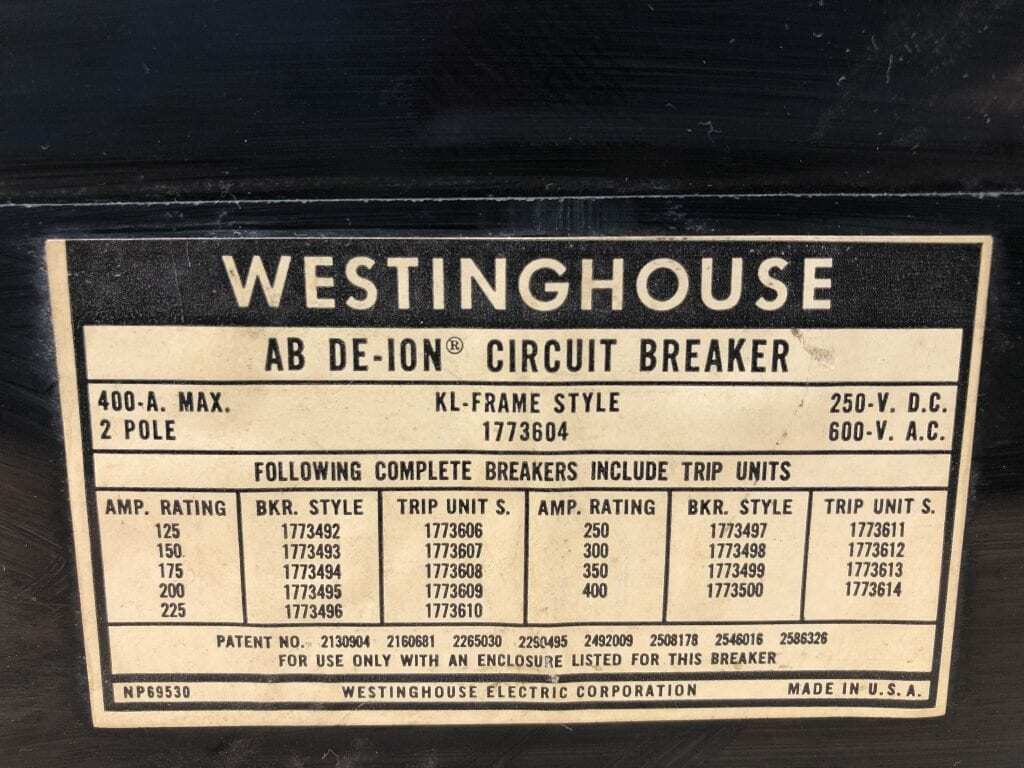 WESTINGHOUSE
AB DE-ION® CIRCUIT BREAKER
400-A. MAX. KL-FRAME STYLE 250-V. D.C.
2 POLE 1773604 600-V. A.C.
FOLLOWING COMPLETE BREAKERS INCLUDE TRIP UNITS
AMP. RATING BKR. STYLE TRIP UNIT S. AMP. RATING BKR. STYLE TRIP UNIT S.
125 1773492 1773606 250 1773497 1773611
150 1773493 1773607 300 1773498 1773612
175 1773494 1773608 350 1773499 1773613
200 1773495 1773609 400 1773500 1773614
225 1773496 1773610
PATENT NO. 2130904 2160681 2265030 2290495 2492009 2508178 2546016 2586326
FOR USE ONLY WITH AN ENCLOSURE LISTED FOR THIS BREAKER
NP69530 WESTINGHOUSE ELECTRIC CORPORATION MADE IN U.S.A.